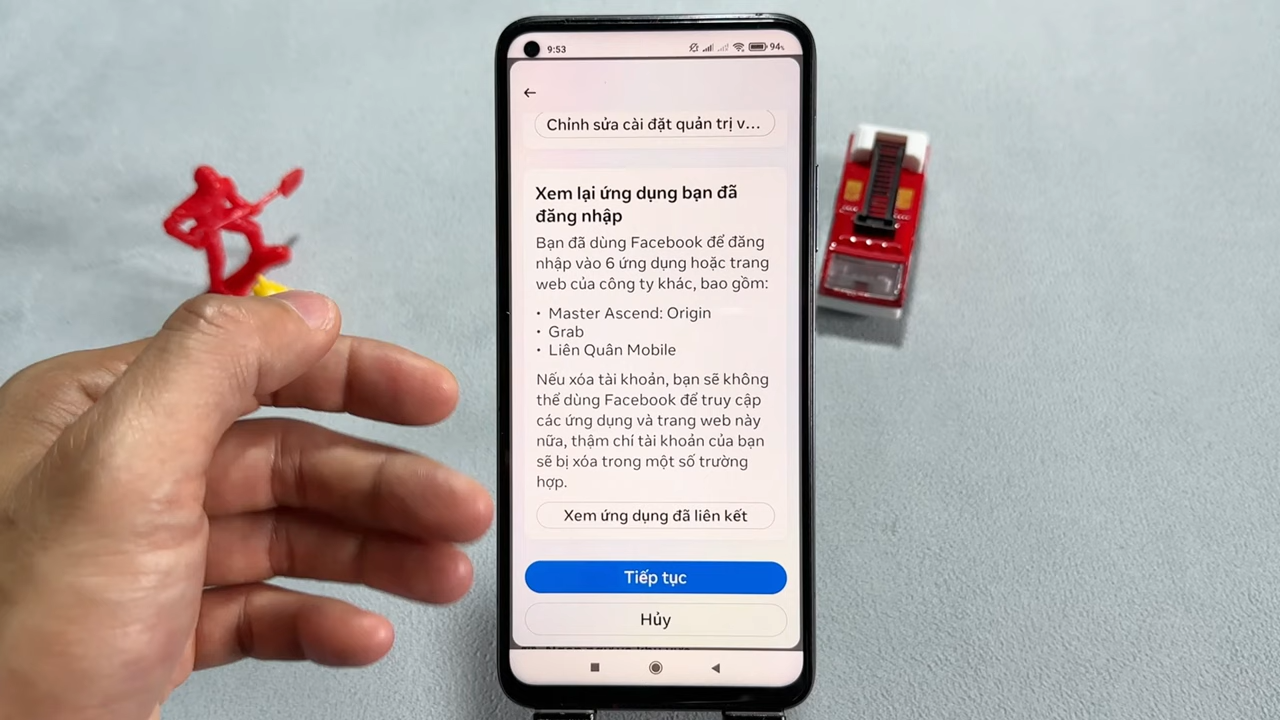 9:53
94%
Chỉnh sửa cài đặt quản trị v...
Xem lại ứng dụng bạn đã
đăng nhập
Bạn đã dùng Facebook để đăng
nhập vào 6 ứng dụng hoặc trang
web của công ty khác, bao gồm:
• Master Ascend: Origin
• Grab
• Liên Quân Mobile
Nếu xóa tài khoản, bạn sẽ không
thể dùng Facebook để truy cập
các ứng dụng và trang web này
nữa, thậm chí tài khoản của bạn
sẽ bị xóa trong một số trường
hợp.
Xem ứng dụng đã liên kết
Tiếp tục
Hủy